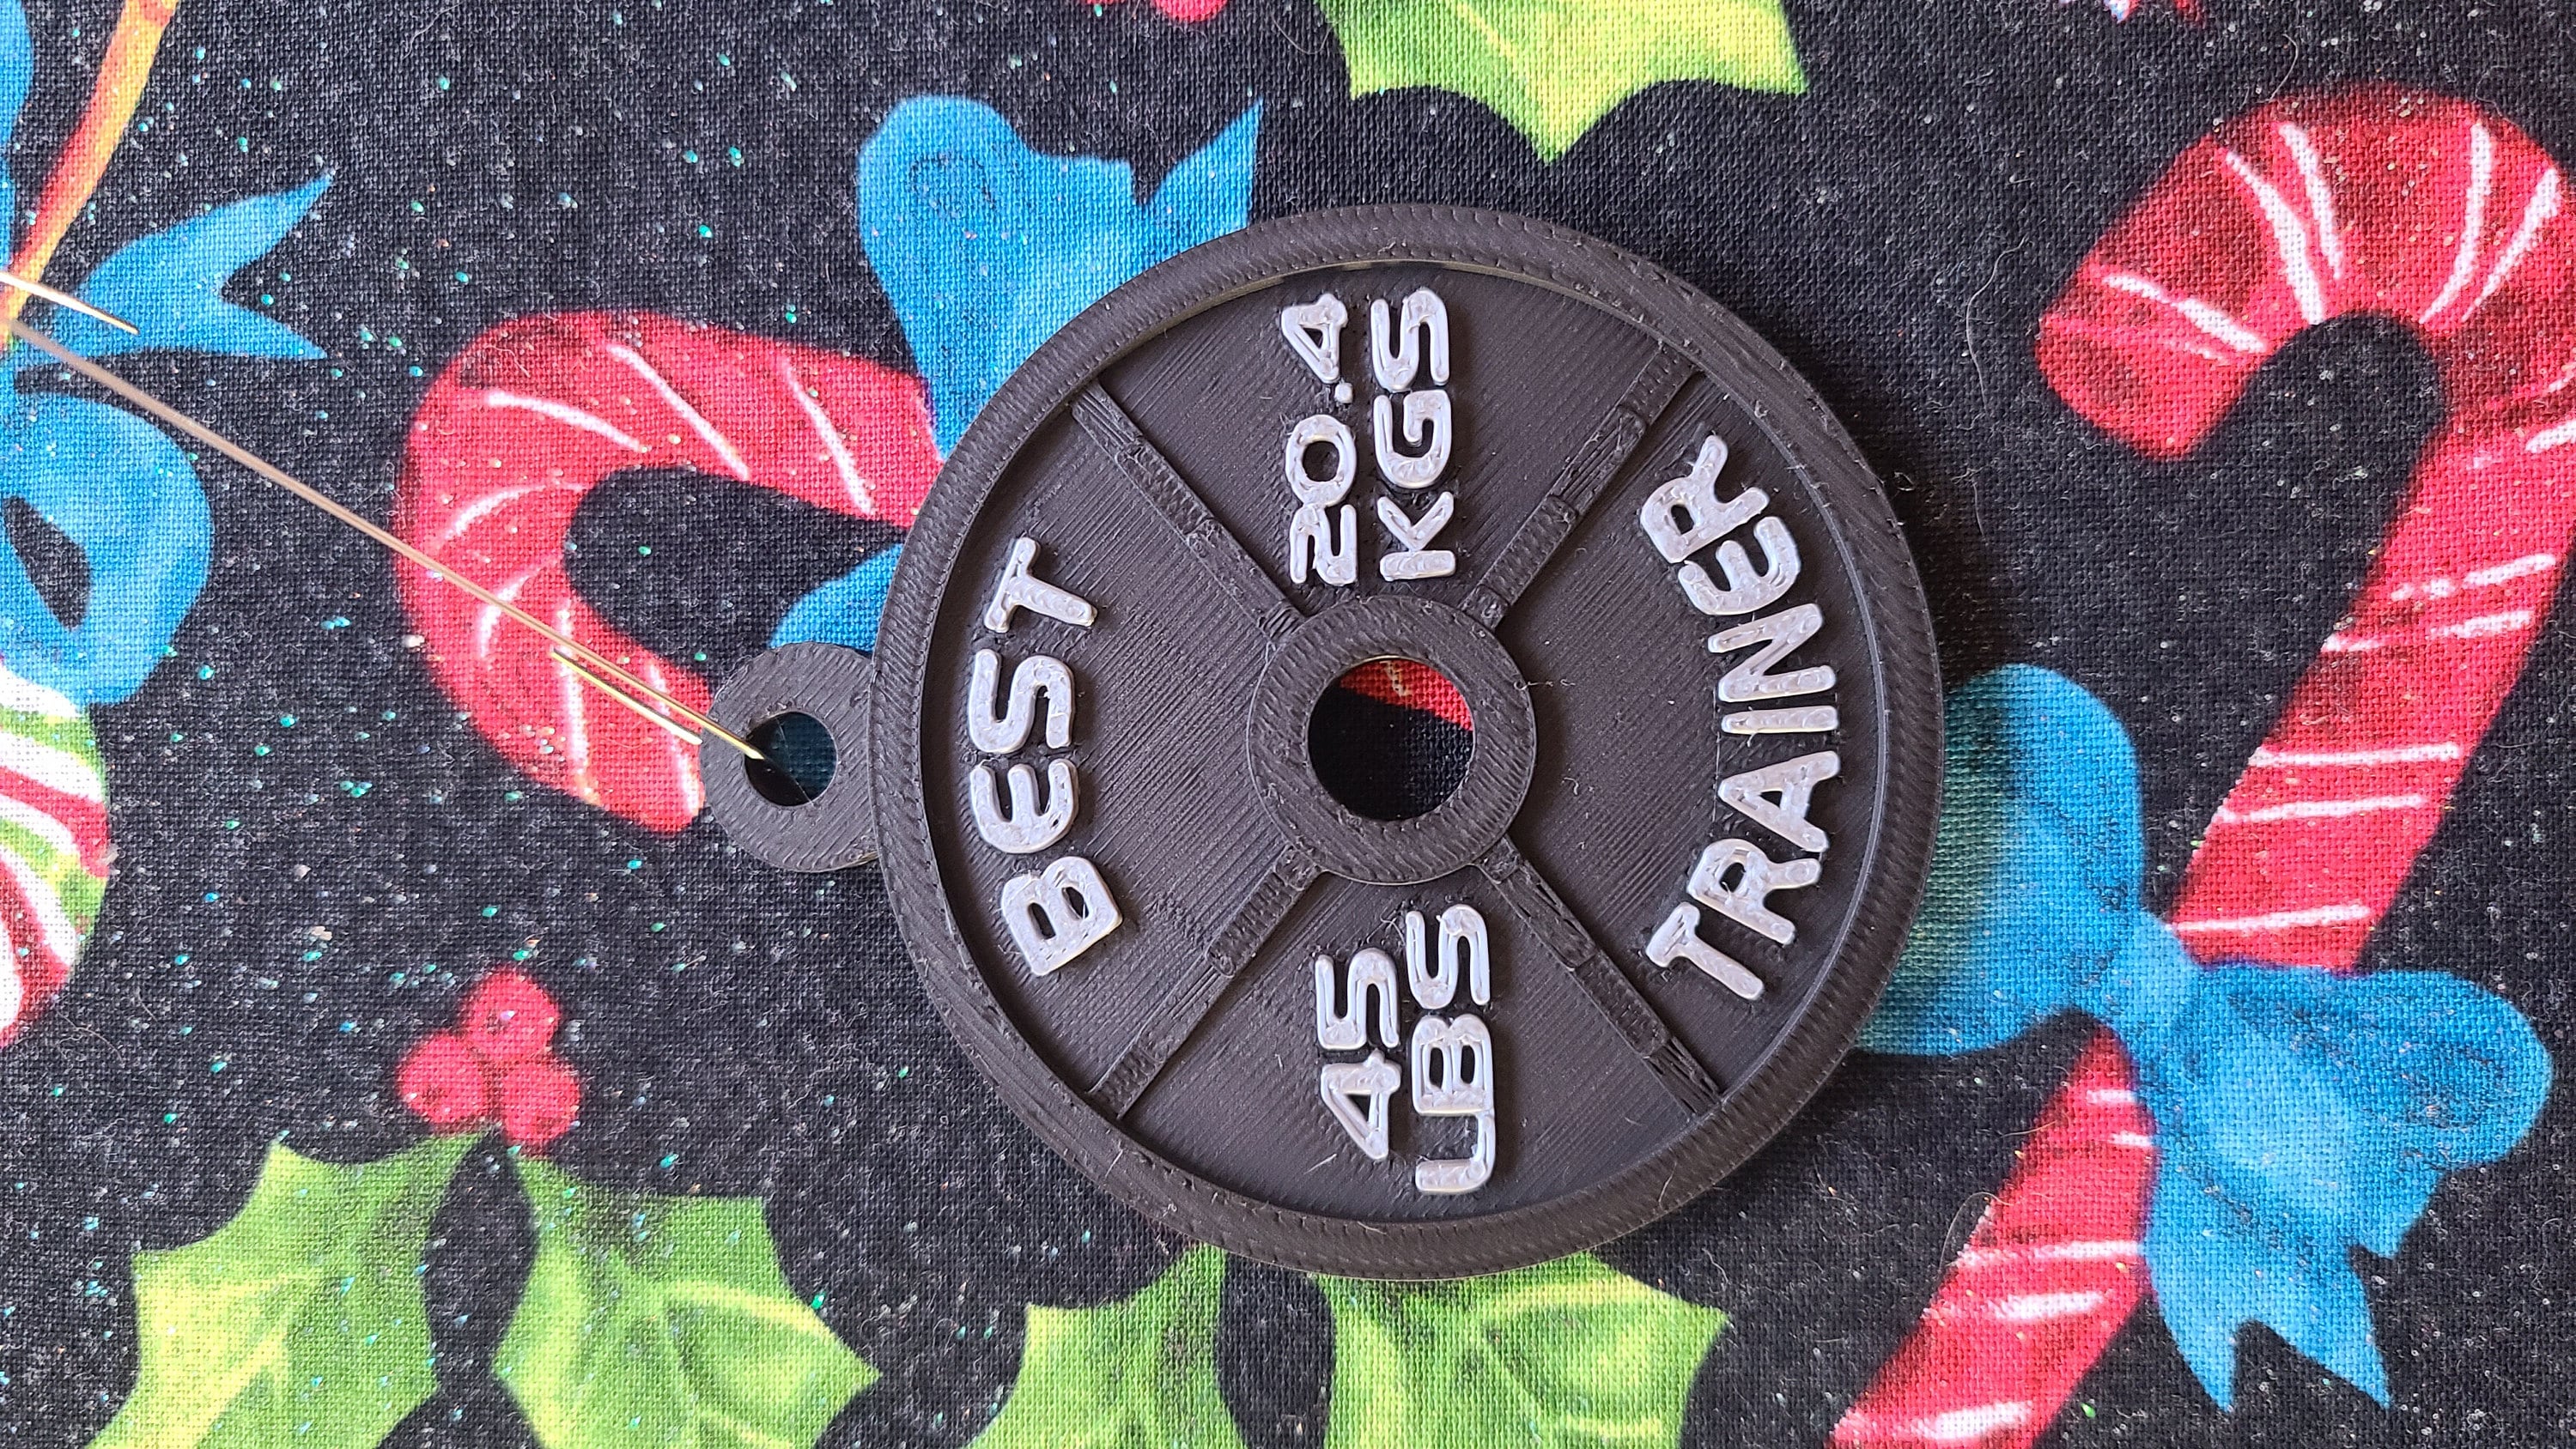 BEST
45
LBS
20.4
KGS
TRAINER